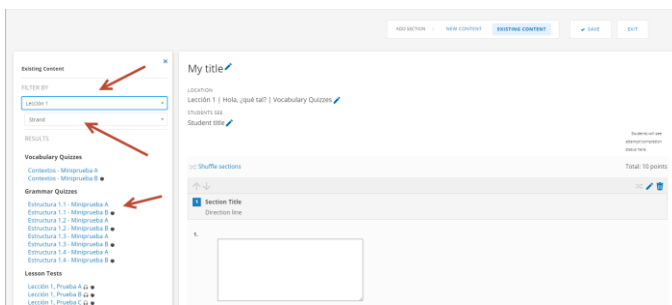 ADD SECTION : NEW CONTENT EXISTING CONTENT ✔ SAVE EXIT
Existing Content
×
FILTER BY
Lección 1
Strand
RESULTS
Vocabulary Quizzes
Contextos - Miniprueba A
Contextos - Miniprueba B
Grammar Quizzes
Estructura 1.1 - Miniprueba A
Estructura 1.1 - Miniprueba B
Estructura 1.2 - Miniprueba A
Estructura 1.2 - Miniprueba B
Estructura 1.3 - Miniprueba A
Estructura 1.3 - Miniprueba B
Estructura 1.4 - Miniprueba A
Estructura 1.4 - Miniprueba B
Lesson Tests
Lección 1, Prueba A
Lección 1, Prueba B
Lección 1, Prueba C
My title
LOCATION
Lección 1 | Hola, ¿qué tal? | Vocabulary Quizzes
STUDENTS SEE
Student title
Students will see
attempt/completion
status here.
Shuffle sections
Total: 10 points
1 Section Title
Direction line
1.